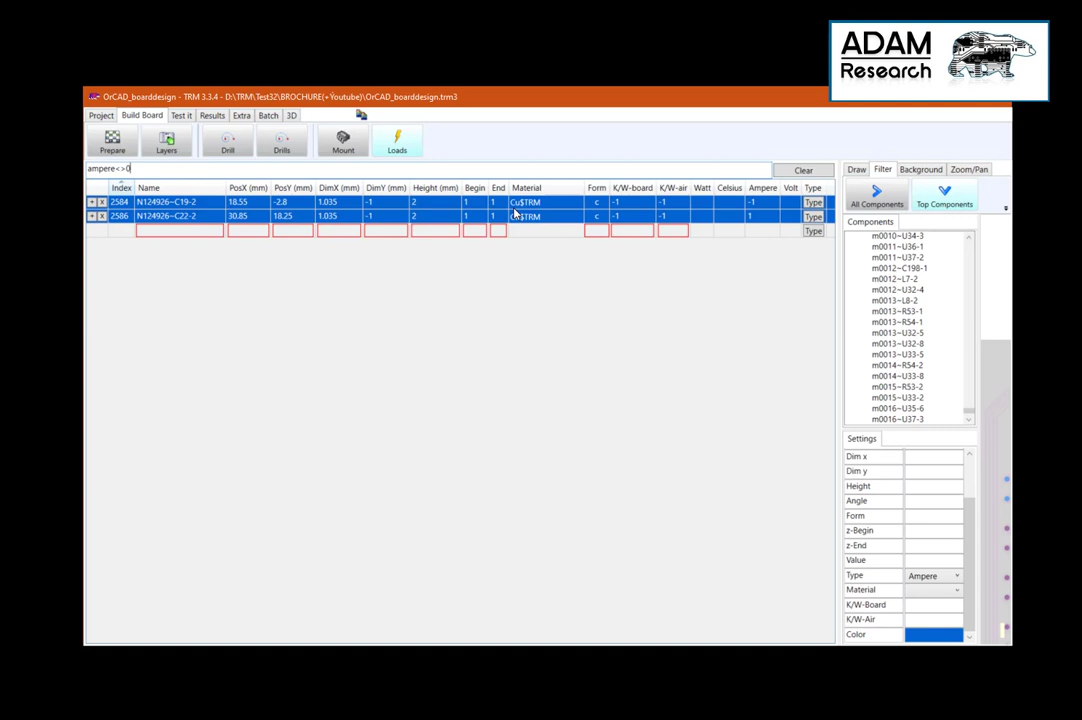 ADAM
Research
OrCAD_boarddesign - TRM 3.3.4 - D:\TRM\Test32\BROCHURE(+Youtube)\OrCAD_boarddesign.trm3
Project Build Board Test it Results Extra Batch 3D
Prepare Layers Drill Drills Mount Loads
ampere<>0 Clear
Draw Filter Background Zoom/Pan
Index Name PosX (mm) PosY (mm) DimX (mm) DimY (mm) Height (mm) Begin End Material Form K/W-board K/W-air Watt Celsius Ampere Volt Type
+ x 2584 N124926~C19-2 18.55 -2.8 1.035 -1 2 1 1 Cu$TRM c -1 -1 -1 Type
+ x 2586 N124926~C22-2 30.85 18.25 1.035 -1 2 1 1 Cu$TRM c -1 -1 1 Type
Type
All Components Top Components
Components
m0010~U34-3
m0011~U36-1
m0011~U37-2
m0012~C198-1
m0012~L7-2
m0012~U32-4
m0013~L8-2
m0013~R53-1
m0013~R54-1
m0013~U32-5
m0013~U32-8
m0013~U33-5
m0014~R54-2
m0014~U33-8
m0015~R53-2
m0015~U33-2
m0016~U35-6
m0016~U37-3
Settings
Dim x
Dim y
Height
Angle
Form
z-Begin
z-End
Value
Type Ampere
Material
K/W-Board
K/W-Air
Color